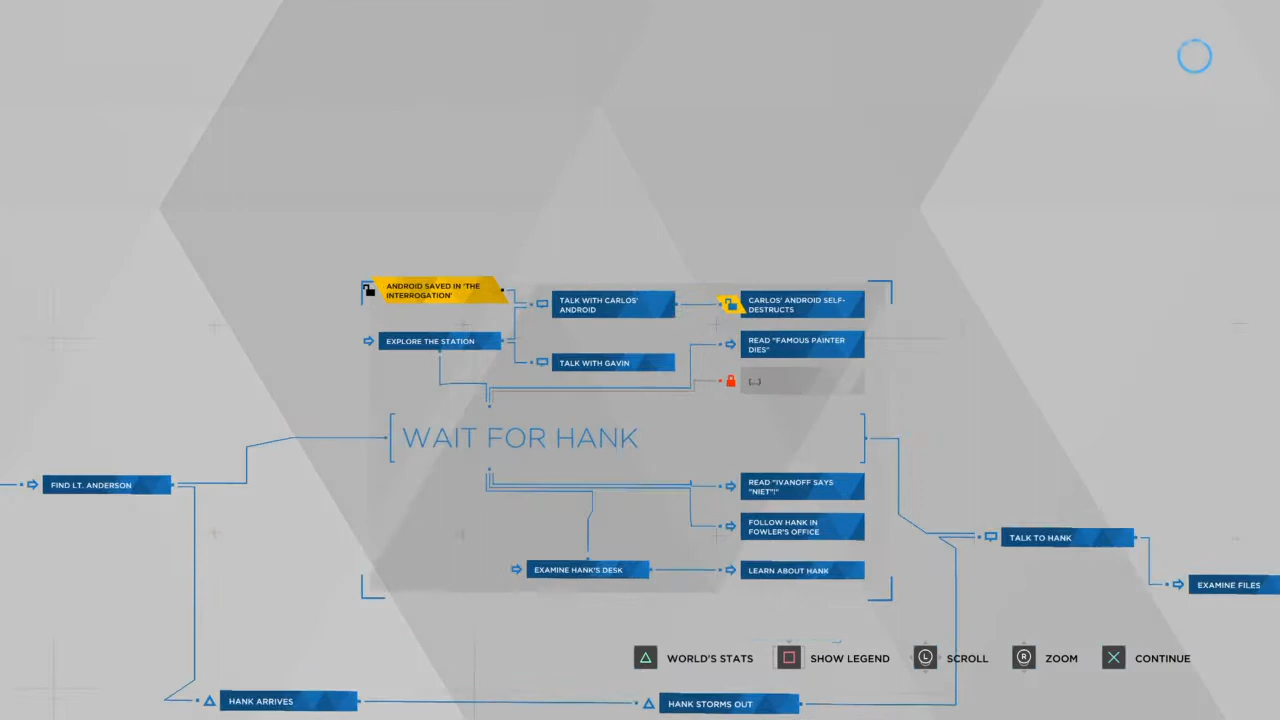 ANDROID SAVED IN 'THE
INTERROGATION'
TALK WITH CARLOS'
ANDROID
CARLOS' ANDROID SELF-
DESTRUCTS
EXPLORE THE STATION
READ "FAMOUS PAINTER
DIES"
TALK WITH GAVIN
(...)
WAIT FOR HANK
FIND LT. ANDERSON
READ "IVANOFF SAYS
"NIET"!"
FOLLOW HANK IN
FOWLER'S OFFICE
EXAMINE HANK'S DESK
LEARN ABOUT HANK
TALK TO HANK
EXAMINE FILES
WORLD'S STATS
SHOW LEGEND
L
SCROLL
R
ZOOM
CONTINUE
HANK ARRIVES
HANK STORMS OUT